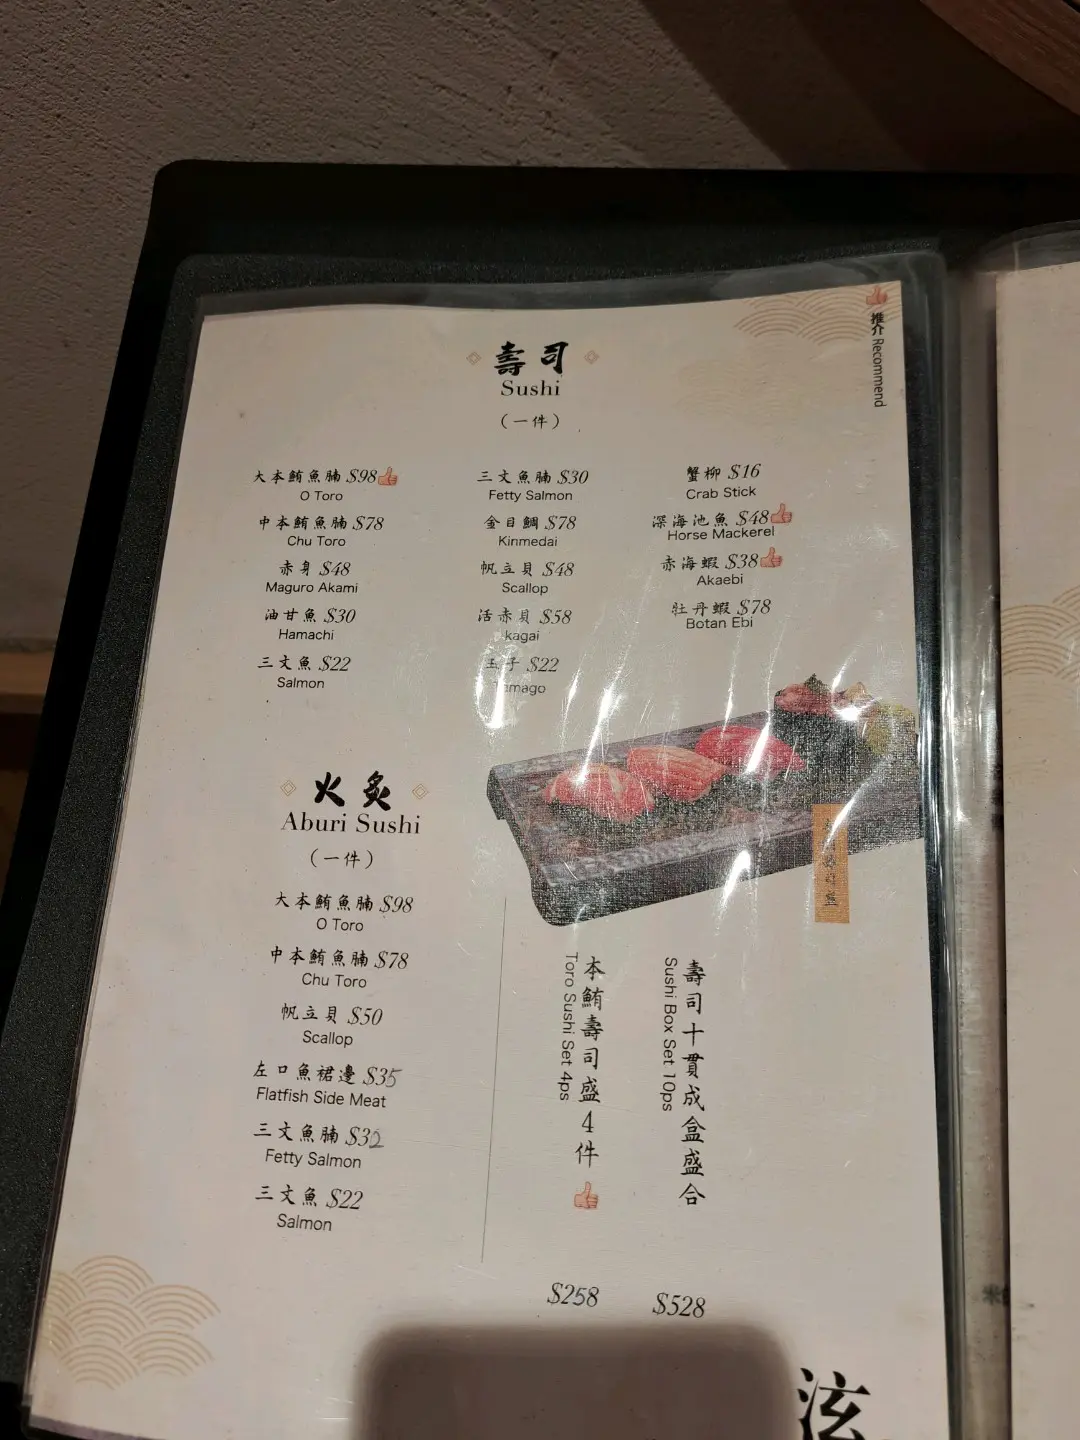 推介 Recommend
壽司
Sushi
（一件）
大本鮪魚腩 $98
O Toro
中本鮪魚腩 $78
Chu Toro
赤身 $48
Maguro Akami
油甘魚 $30
Hamachi
三文魚 $22
Salmon
三文魚腩 $30
Fetty Salmon
金目鯛 $78
Kinmedai
帆立貝 $48
Scallop
活赤貝 $58
kagai
玉子 $22
Tamago
蟹柳 $16
Crab Stick
深海池魚 $48
Horse Mackerel
赤海蝦 $38
Akaebi
牡丹蝦 $78
Botan Ebi
火炙
Aburi Sushi
（一件）
大本鮪魚腩 $98
O Toro
中本鮪魚腩 $78
Chu Toro
帆立貝 $50
Scallop
左口魚裙邊 $35
Flatfish Side Meat
三文魚腩 $32
Fetty Salmon
三文魚 $22
Salmon
本鮪壽司盛4件
Toro Sushi Set 4ps
$258
壽司十貫成盒盛合
Sushi Box Set 10ps
$528
泫